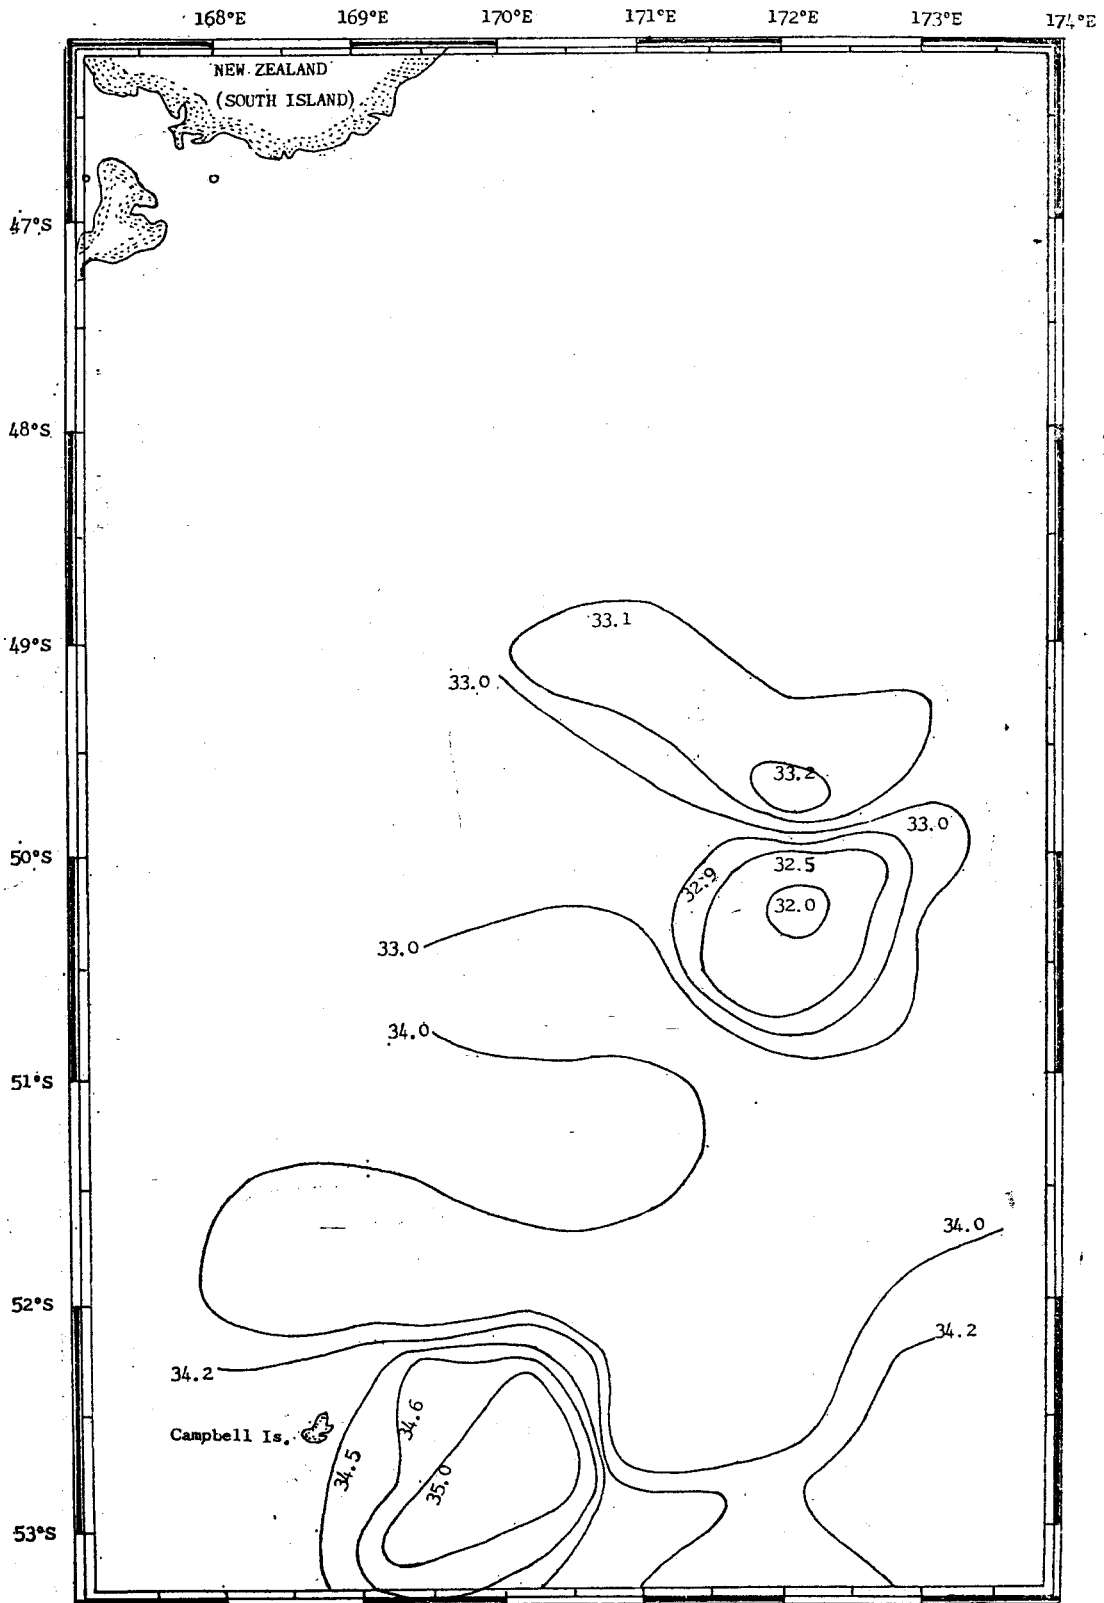 168°E 169°E 170°E 171°E 172°E 173°E 174°E
NEW ZEALAND
(SOUTH ISLAND)
47°S
48°S
33.1
49°S
33.0
33.2
33.0
50°S
32.5
32.9
32.0
33.0
34.0
51°S
34.0
52°S
34.2
34.2
34.6
Campbell Is.
34.5
35.0
53°S